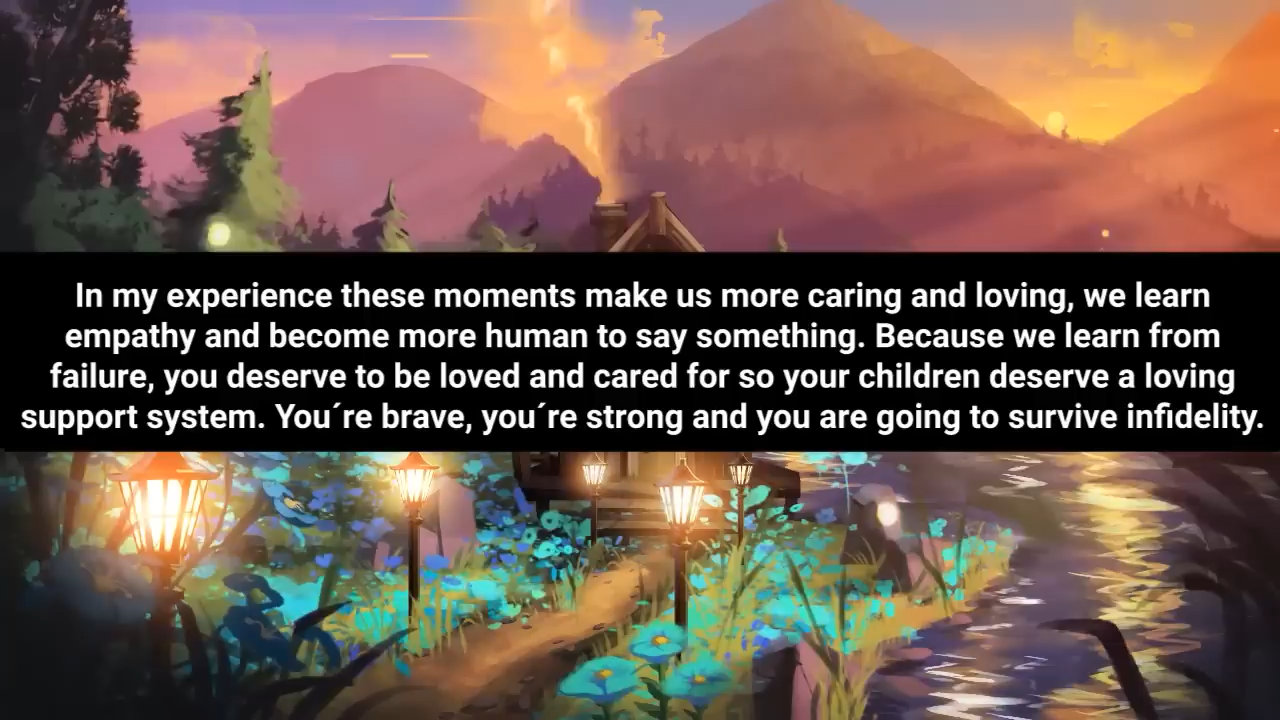 In my experience these moments make us more caring and loving, we learn
empathy and become more human to say something. Because we learn from
failure, you deserve to be loved and cared for so your children deserve a loving
support system. You´re brave, you´re strong and you are going to survive infidelity.